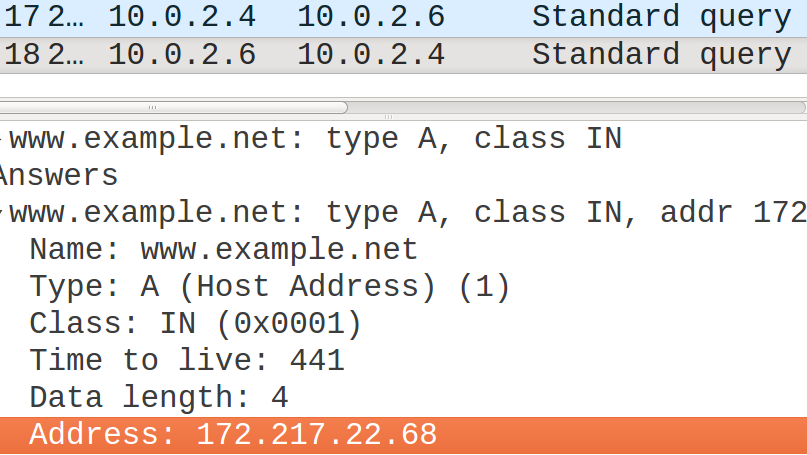 17 2… 10.0.2.4 10.0.2.6 Standard query
18 2… 10.0.2.6 10.0.2.4 Standard query
www.example.net: type A, class IN
Answers
www.example.net: type A, class IN, addr 172
Name: www.example.net
Type: A (Host Address) (1)
Class: IN (0x0001)
Time to live: 441
Data length: 4
Address: 172.217.22.68